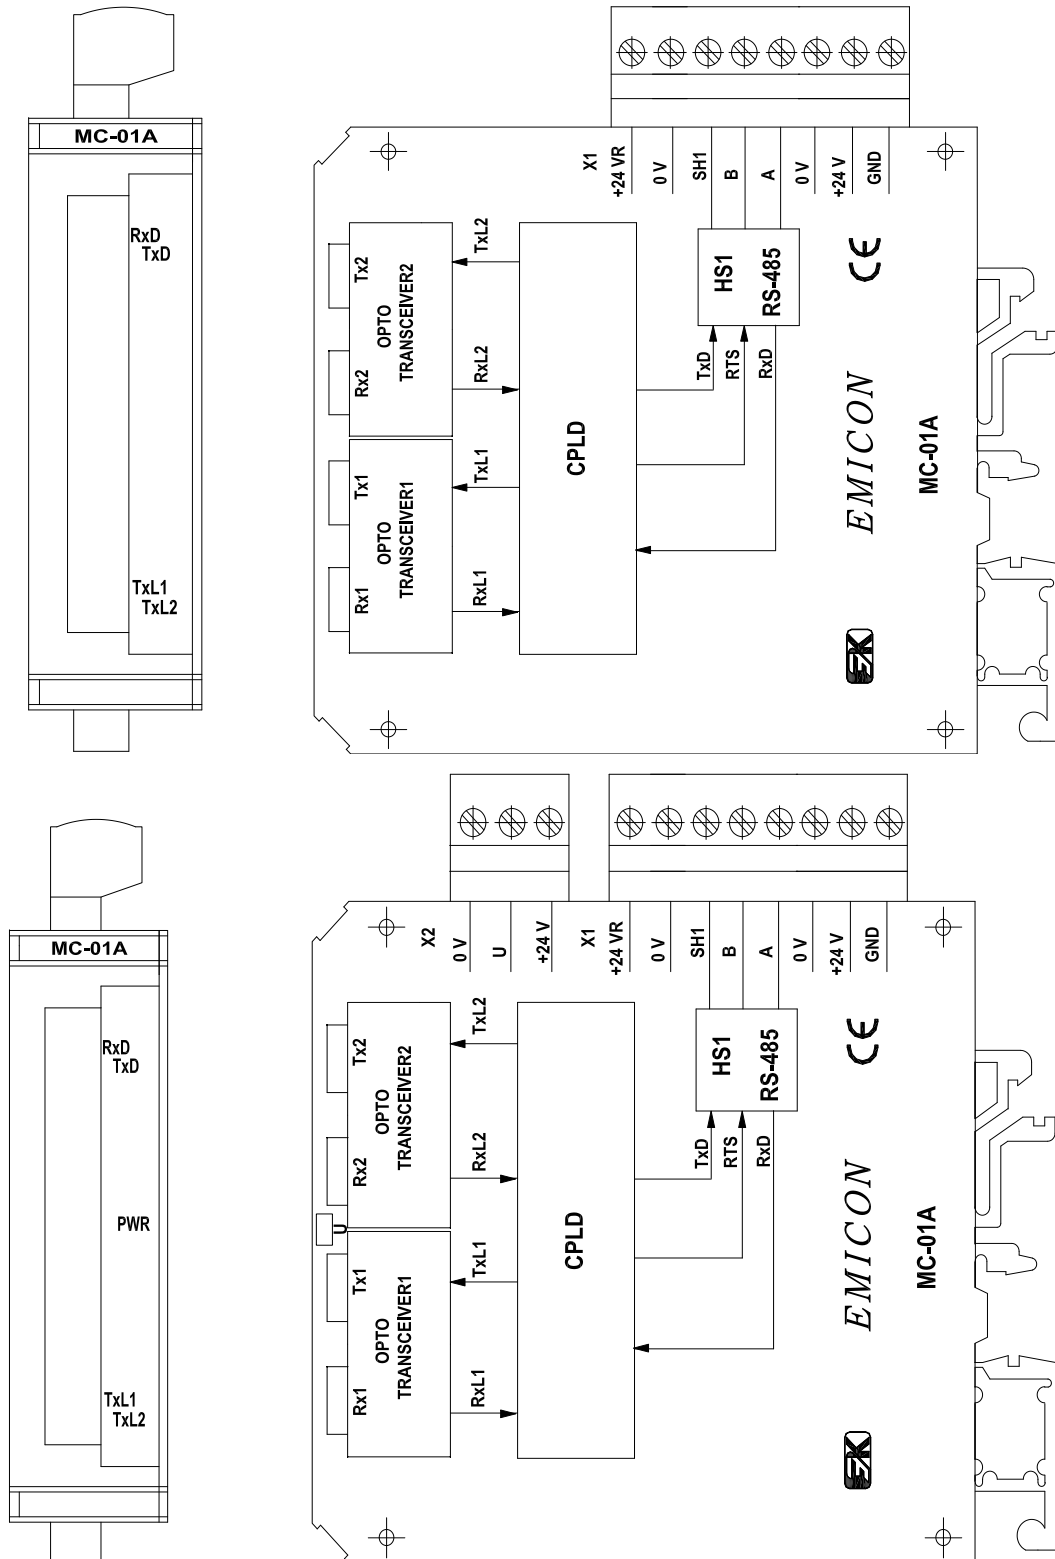 MC-01A
RxD
TxD
TxL1
TxL2
X1
+24 VR
0 V
SH1
B
A
0 V
+24 V
GND
Tx2
Rx2
OPTO
TRANSCEIVER2
TxL2
RxL2
Tx1
Rx1
OPTO
TRANSCEIVER1
TxL1
RxL1
CPLD
HS1
RS-485
TxD
RTS
RxD
CE
EMICON
MC-01A
EK
MC-01A
RxD
TxD
PWR
TxL1
TxL2
X2
0 V
U
+24 V
X1
+24 VR
0 V
SH1
B
A
0 V
+24 V
GND
Tx2
Rx2
OPTO
TRANSCEIVER2
TxL2
RxL2
U
Tx1
Rx1
OPTO
TRANSCEIVER1
TxL1
RxL1
CPLD
HS1
RS-485
TxD
RTS
RxD
CE
EMICON
MC-01A
EK